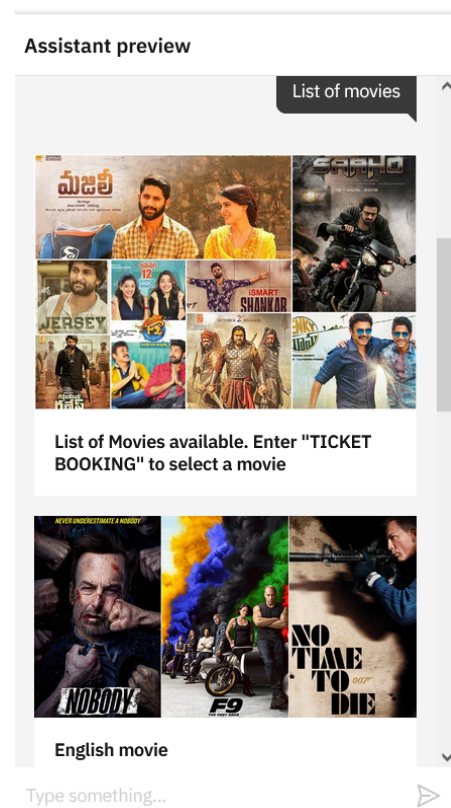 Assistant preview
List of movies
మజిలీ
SAAHO
JERSEY
12
iSMART
SHANKAR
List of Movies available. Enter "TICKET
BOOKING" to select a movie
NEVER UNDERESTIMATE A NOBODY
NOBODY
F9
THE FAST SAGA
NO
TIME
TO
DIE
007
English movie
Type something...